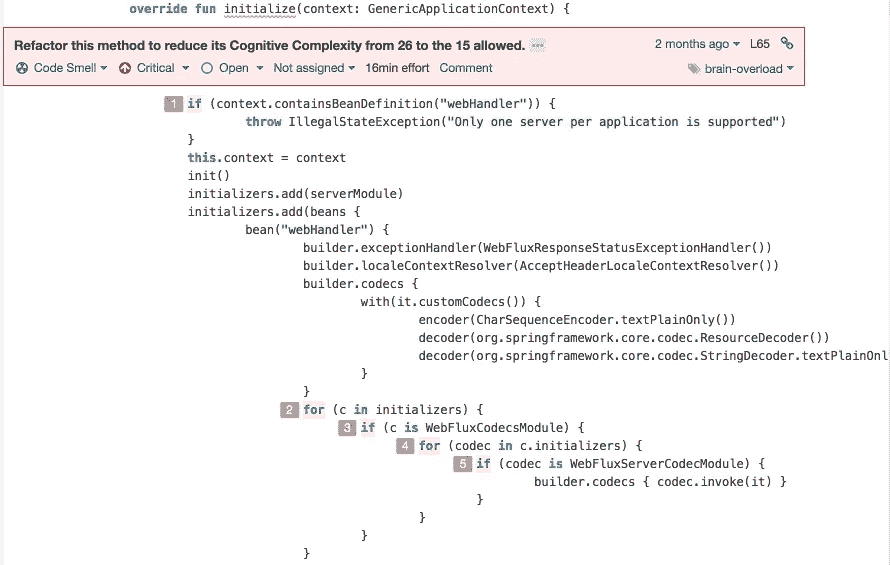 override fun initialize(context: GenericApplicationContext) {
Refactor this method to reduce its Cognitive Complexity from 26 to the 15 allowed. ...
2 months ago L65
Code Smell Critical Open Not assigned 16min effort Comment
brain-overload
1 if (context.containsBeanDefinition("webHandler")) {
throw IllegalStateException("Only one server per application is supported")
}
this.context = context
init()
initializers.add(serverModule)
initializers.add(beans {
bean("webHandler") {
builder.exceptionHandler(WebFluxResponseStatusExceptionHandler())
builder.localeContextResolver(AcceptHeaderLocaleContextResolver())
builder.codecs {
with(it.customCodecs()) {
encoder(CharSequenceEncoder.textPlainOnly())
decoder(org.springframework.core.codec.ResourceDecoder())
decoder(org.springframework.core.codec.StringDecoder.textPlainOnl
}
}
2 for (c in initializers) {
3 if (c is WebFluxCodecsModule) {
4 for (codec in c.initializers) {
5 if (codec is WebFluxServerCodecModule) {
builder.codecs { codec.invoke(it) }
}
}
}
}